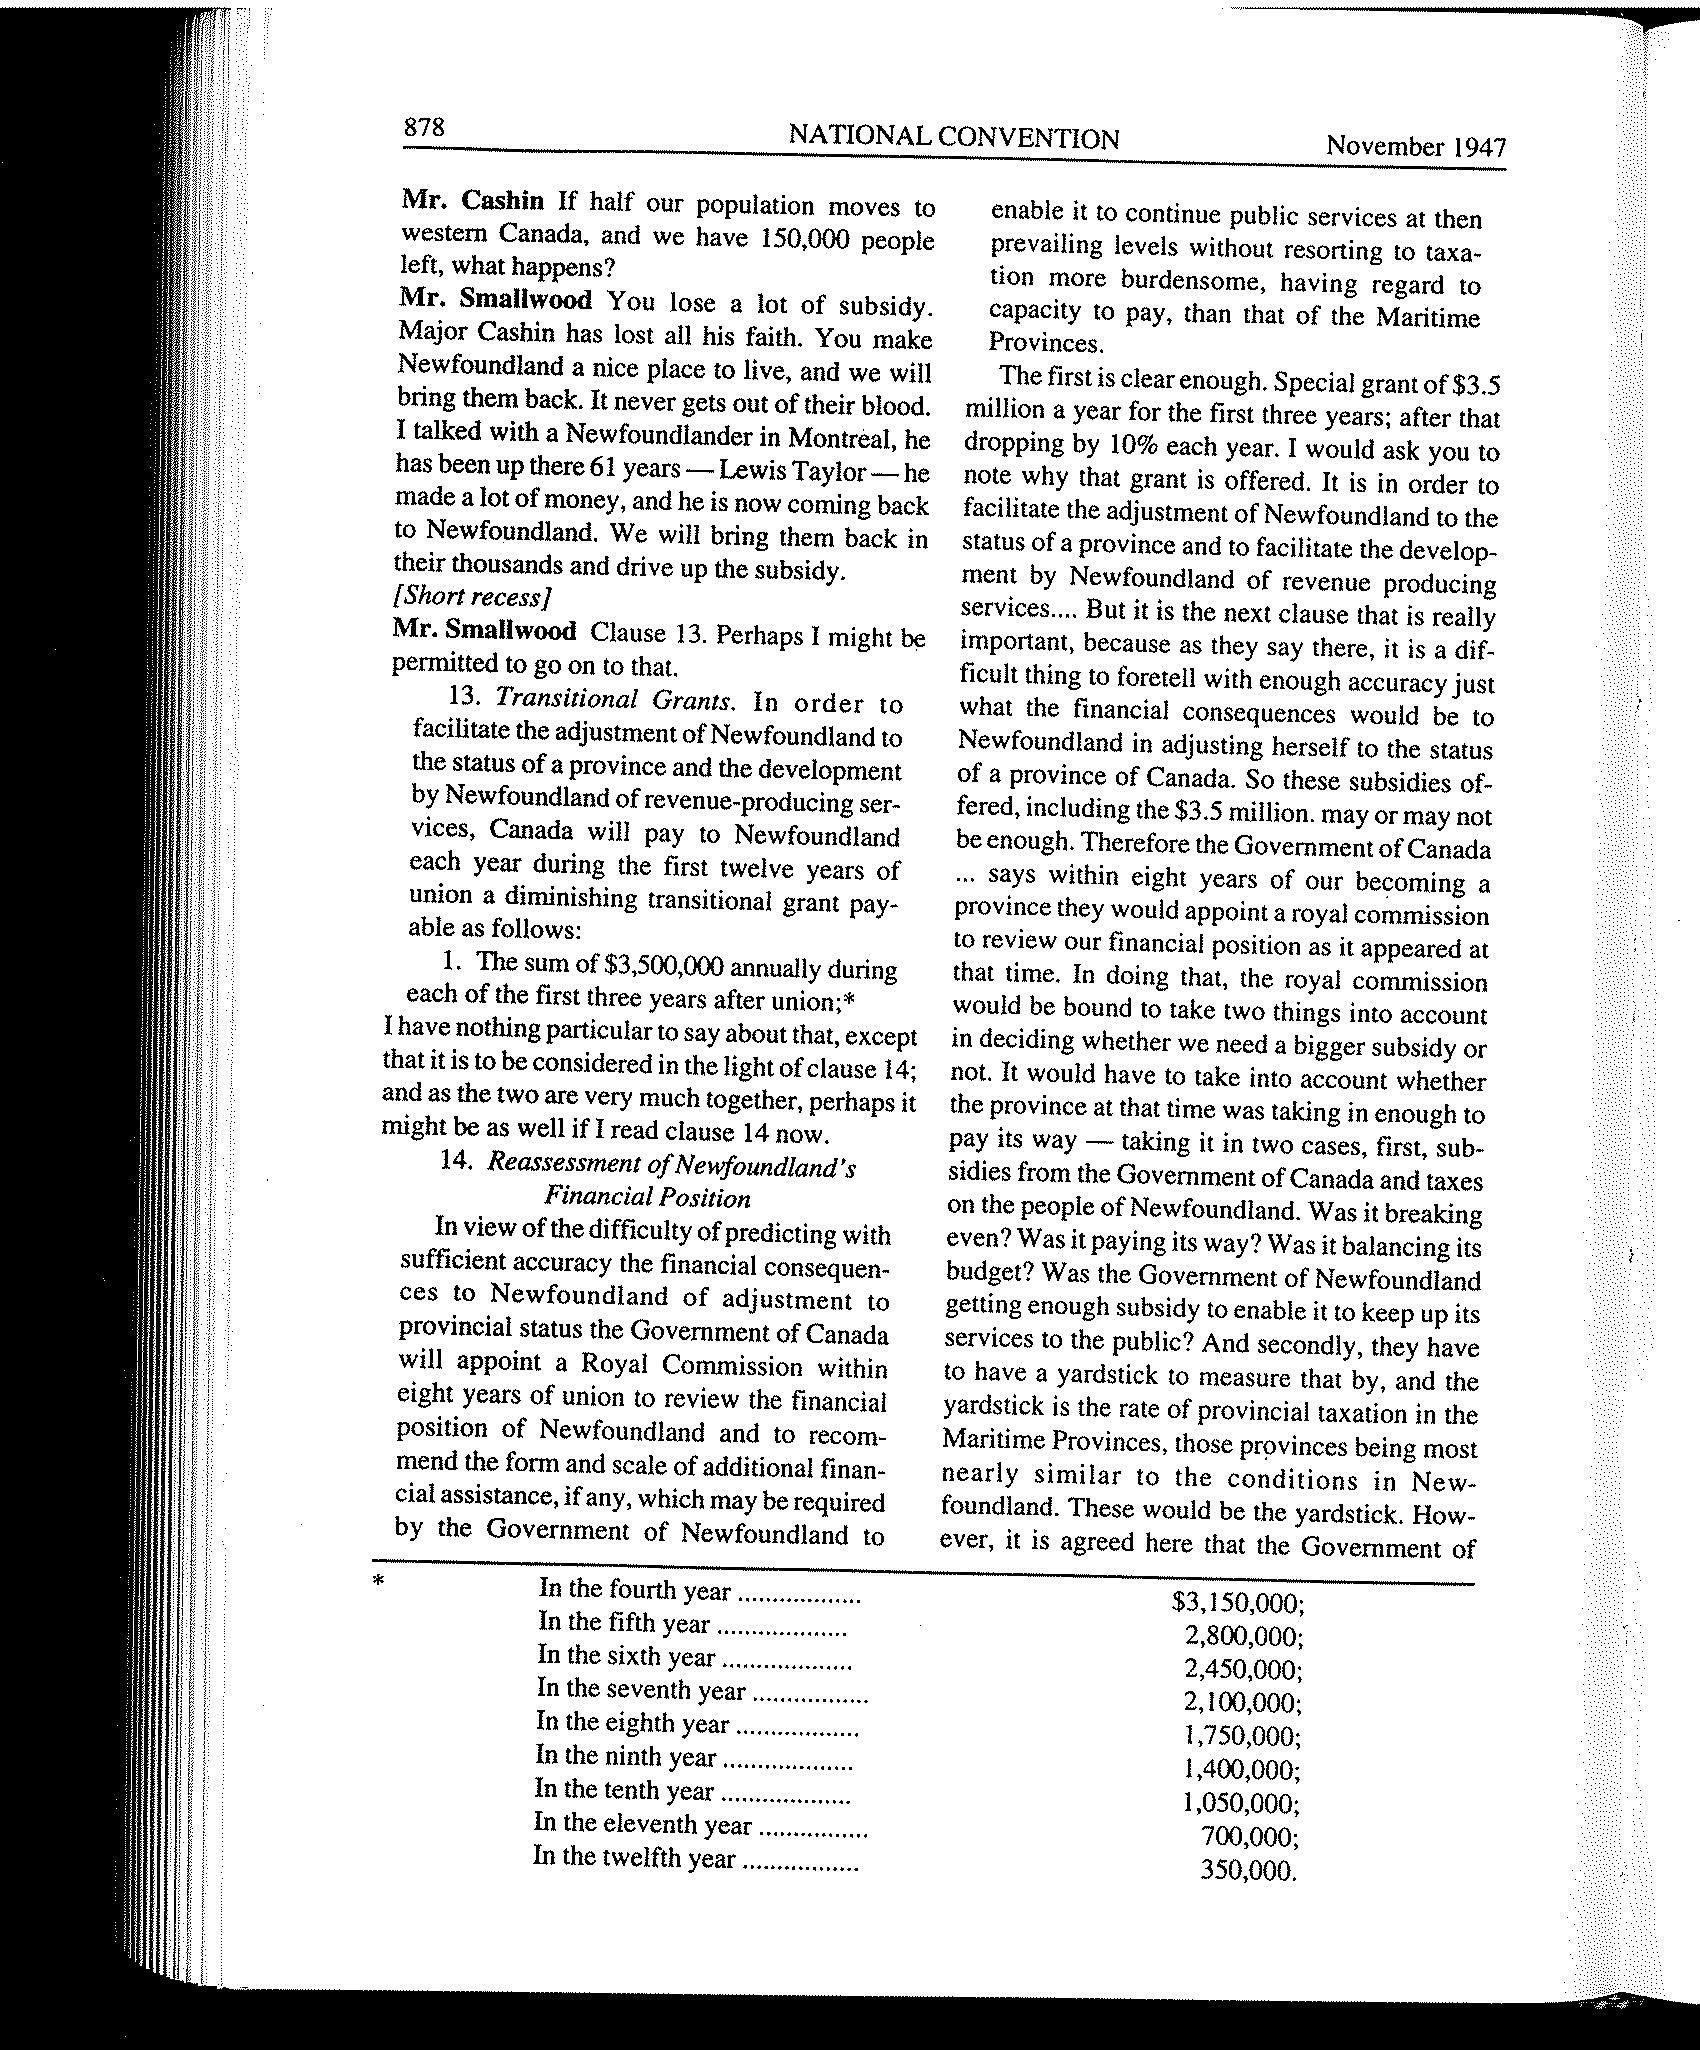 878
NATIONAL CONVENTION
November 1947
Mr. Cashin If half our population moves to
western Canada, and we have 150,000 people
left, what happens?
Mr. Smallwood You lose a lot of subsidy.
Major Cashin has lost all his faith. You make
Newfoundland a nice place to live, and we will
bring them back. It never gets out of their blood.
I talked with a Newfoundlander in Montreal, he
has been up there 61 years — Lewis Taylor — he
made a lot of money, and he is now coming back
to Newfoundland. We will bring them back in
their thousands and drive up the subsidy.
[Short recess]
Mr. Smallwood Clause 13. Perhaps I might be
permitted to go on to that.
13. Transitional Grants. In order to
facilitate the adjustment of Newfoundland to
the status of a province and the development
by Newfoundland of revenue-producing ser-
vices, Canada will pay to Newfoundland
each year during the first twelve years of
union a diminishing transitional grant pay-
able as follows:
1. The sum of $3,500,000 annually during
each of the first three years after union;*
I have nothing particular to say about that, except
that it is to be considered in the light of clause 14;
and as the two are very much together, perhaps it
might be as well if I read clause 14 now.
14. Reassessment of Newfoundland's
Financial Position
In view of the difficulty of predicting with
sufficient accuracy the financial consequen-
ces to Newfoundland of adjustment to
provincial status the Government of Canada
will appoint a Royal Commission within
eight years of union to review the financial
position of Newfoundland and to recom-
mend the form and scale of additional finan-
cial assistance, if any, which may be required
by the Government of Newfoundland to
enable it to continue public services at then
prevailing levels without resorting to taxa-
tion more burdensome, having regard to
capacity to pay, than that of the Maritime
Provinces.
The first is clear enough. Special grant of $3.5
million a year for the first three years; after that
dropping by 10% each year. I would ask you to
note why that grant is offered. It is in order to
facilitate the adjustment of Newfoundland to the
status of a province and to facilitate the develop-
ment by Newfoundland of revenue producing
services.... But it is the next clause that is really
important, because as they say there, it is a dif-
ficult thing to foretell with enough accuracy just
what the financial consequences would be to
Newfoundland in adjusting herself to the status
of a province of Canada. So these subsidies of-
fered, including the $3.5 million. may or may not
be enough. Therefore the Government of Canada
... says within eight years of our becoming a
province they would appoint a royal commission
to review our financial position as it appeared at
that time. In doing that, the royal commission
would be bound to take two things into account
in deciding whether we need a bigger subsidy or
not. It would have to take into account whether
the province at that time was taking in enough to
pay its way — taking it in two cases, first, sub-
sidies from the Government of Canada and taxes
on the people of Newfoundland. Was it breaking
even? Was it paying its way? Was it balancing its
budget? Was the Government of Newfoundland
getting enough subsidy to enable it to keep up its
services to the public? And secondly, they have
to have a yardstick to measure that by, and the
yardstick is the rate of provincial taxation in the
Maritime Provinces, those provinces being most
nearly similar to the conditions in New-
foundland. These would be the yardstick. How-
ever, it is agreed here that the Government of
* In the fourth year .................. $3,150,000;
In the fifth year ................... 2,800,000;
In the sixth year ................... 2,450,000;
In the seventh year ................. 2,100,000;
In the eighth year .................. 1,750,000;
In the ninth year ................... 1,400,000;
In the tenth year ................... 1,050,000;
In the eleventh year ................ 700,000;
In the twelfth year ................. 350,000.